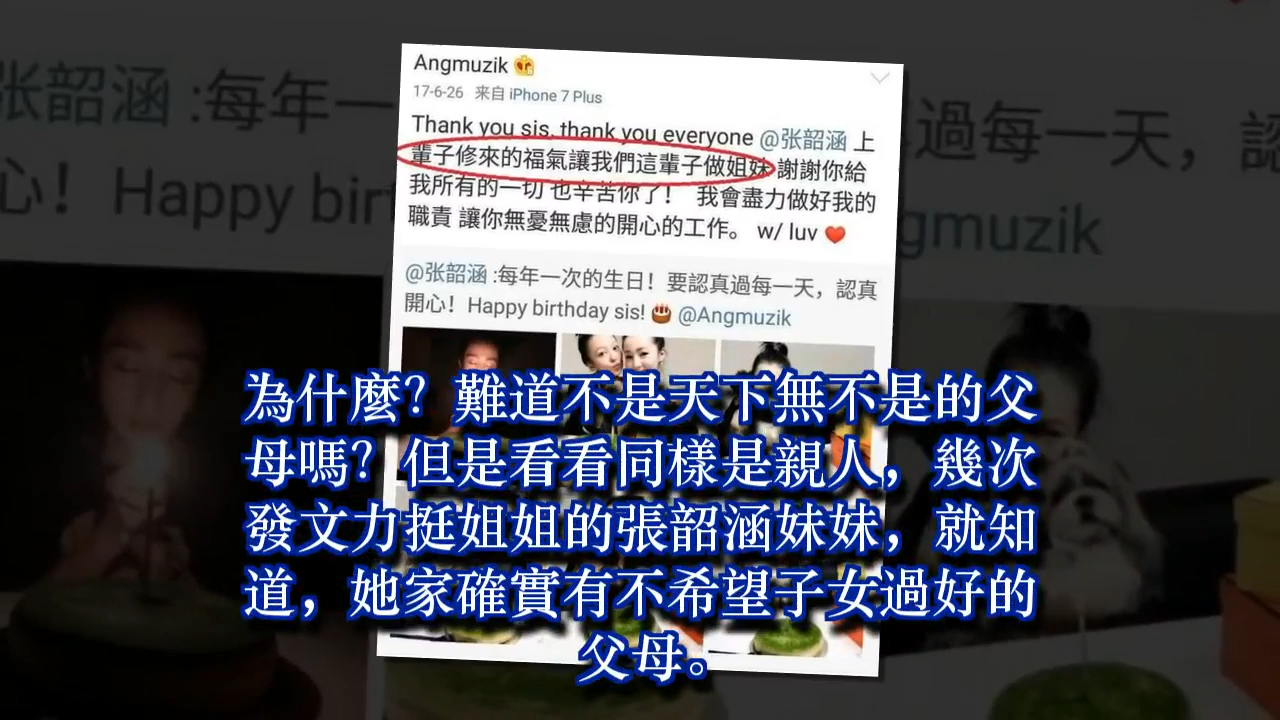 Angmuzik
17-6-26 来自 iPhone 7 Plus
Thank you sis, thank you everyone @张韶涵 上
輩子修來的福氣讓我們這輩子做姐妹 謝謝你給
我所有的一切 也辛苦你了! 我會盡力做好我的
職責 讓你無憂無慮的開心的工作。 w/ luv
@张韶涵 :每年一次的生日！要認真過每一天，認真
開心！Happy birthday sis! @Angmuzik
张韶涵 :每年一
過每一天，認
心！Happy bir
ngmuzik
為什麼？難道不是天下無不是的父
母嗎？但是看看同樣是親人，幾次
發文力挺姐姐的張韶涵妹妹，就知
道，她家確實有不希望子女過好的
父母。